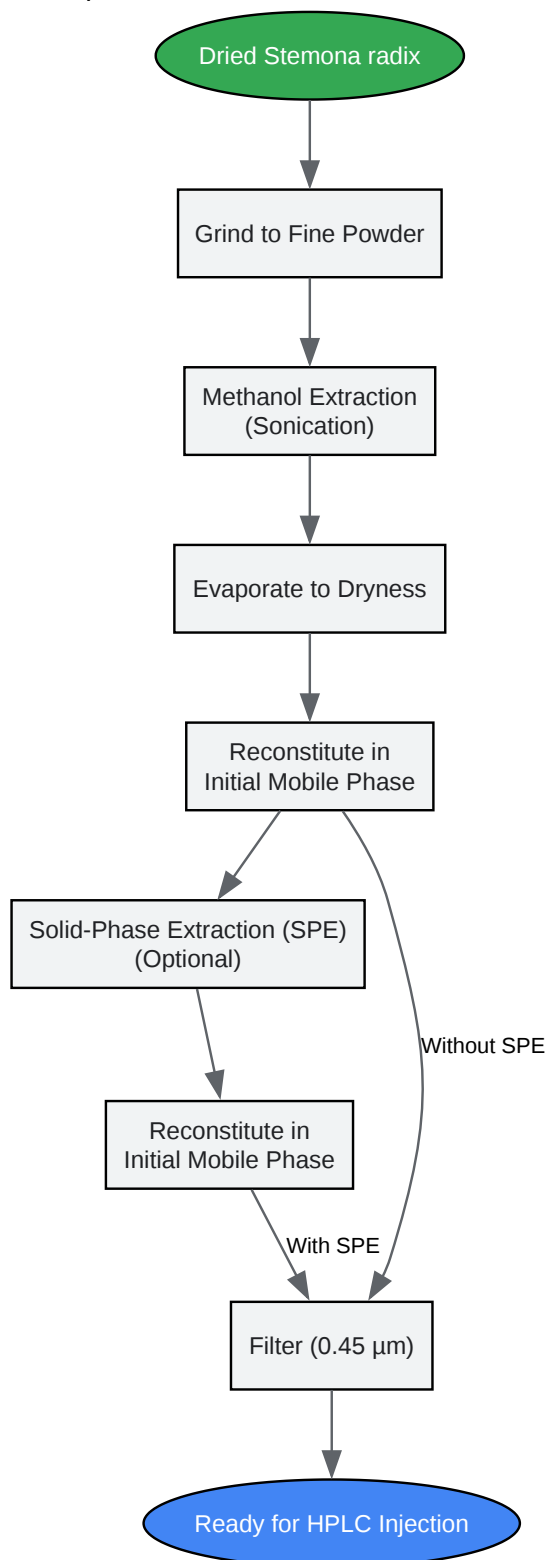 Dried Stemona radix
Grind to Fine Powder
Methanol Extraction
(Sonication)
Evaporate to Dryness
Reconstitute in
Initial Mobile Phase
Solid-Phase Extraction (SPE)
(Optional)
Without SPE
Reconstitute in
Initial Mobile Phase
With SPE
Filter (0.45 µm)
Ready for HPLC Injection